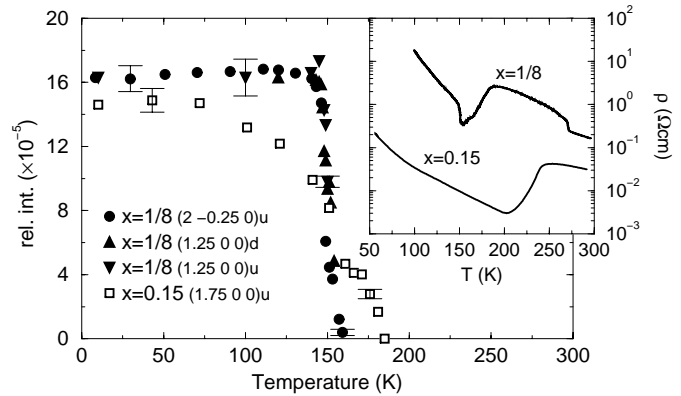 20
16
12
8
4
0
rel. int. (×10⁻⁵)
0
50
100
150
200
250
300
Temperature (K)
● x=1/8 (2 −0.25 0)u
▲ x=1/8 (1.25 0 0)d
▼ x=1/8 (1.25 0 0)u
□ x=0.15 (1.75 0 0)u
x=1/8
x=0.15
10²
10¹
10⁰
10⁻¹
10⁻²
10⁻³
ρ (Ωcm)
50
100
150
200
250
300
T (K)